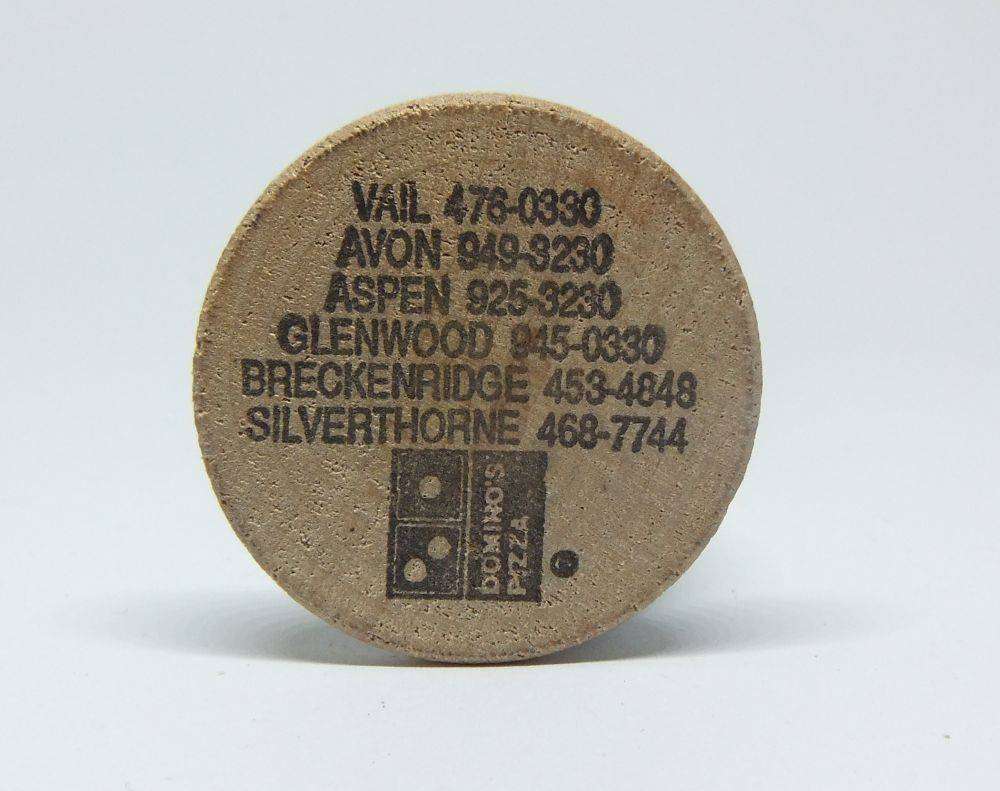 VAIL 476-0330
AVON 949-3230
ASPEN 925-3230
GLENWOOD 945-0330
BRECKENRIDGE 453-4848
SILVERTHORNE 468-7744
DOMINO'S
PIZZA